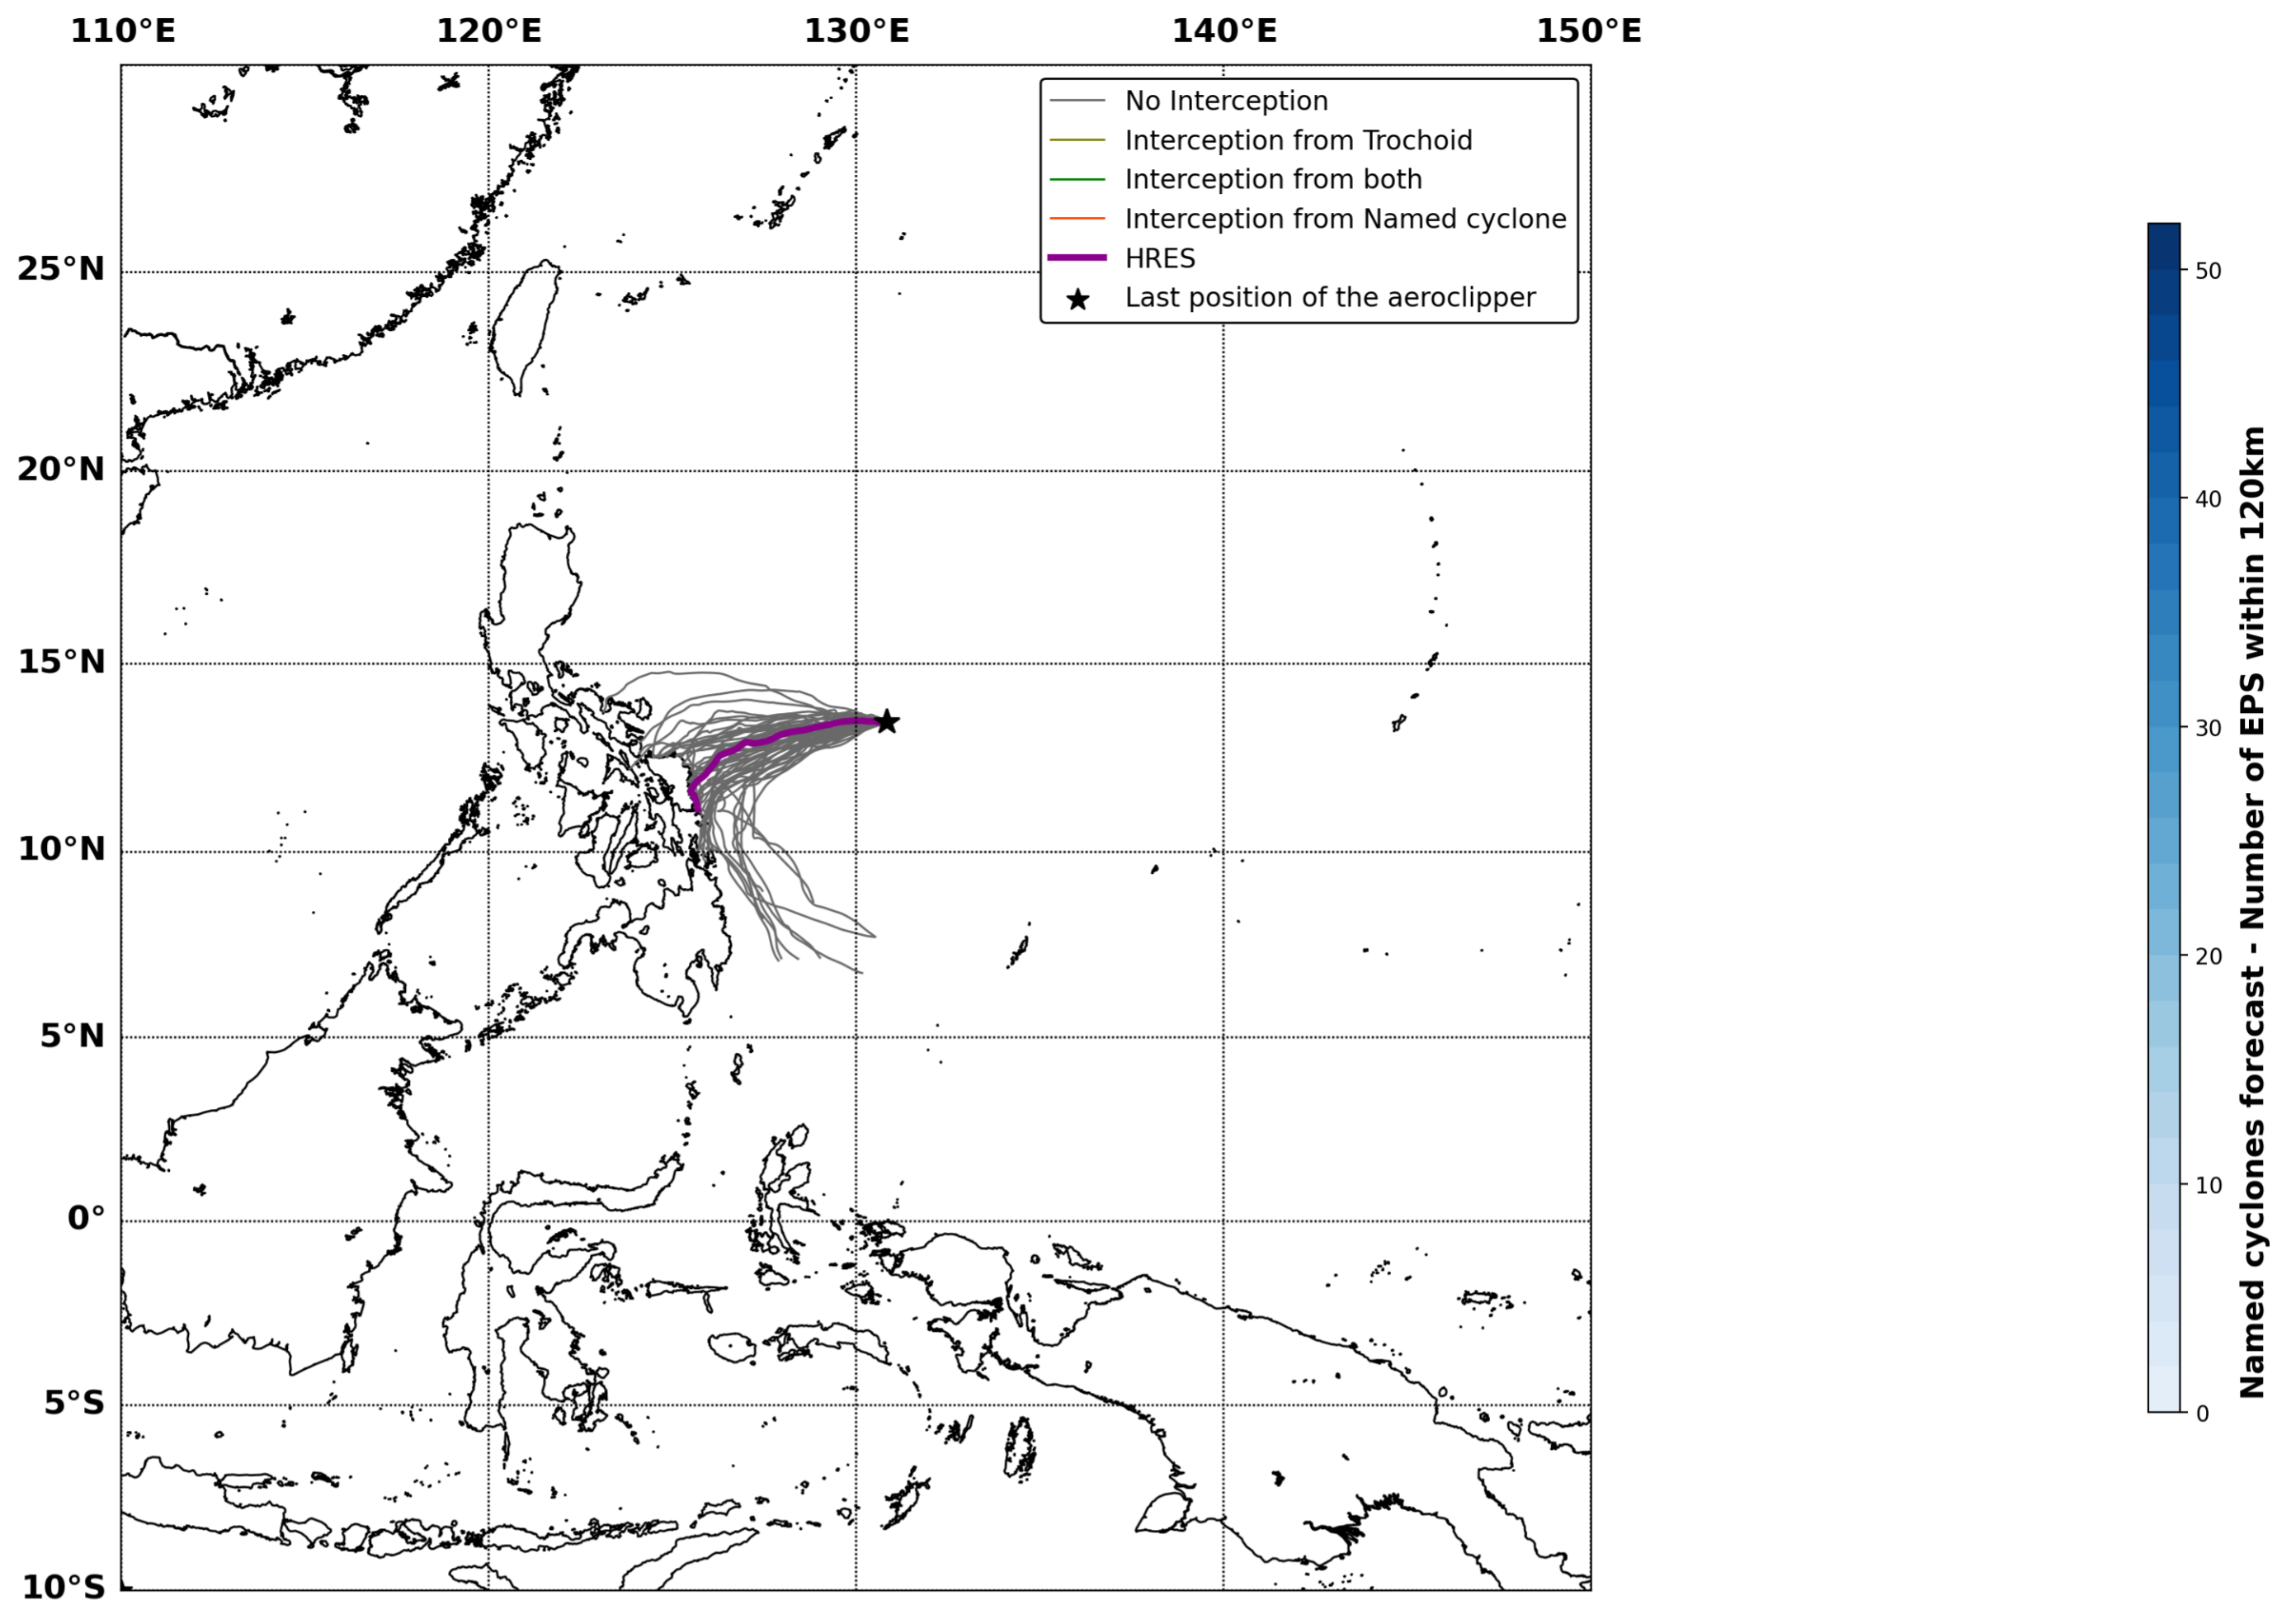 110°E 120°E 130°E 140°E 150°E
No Interception
Interception from Trochoid
Interception from both
Interception from Named cyclone
HRES
Last position of the aeroclipper
25°N
20°N
15°N
10°N
5°N
0°
5°S
10°S
50
40
30
20
10
0
Named cyclones forecast - Number of EPS within 120km